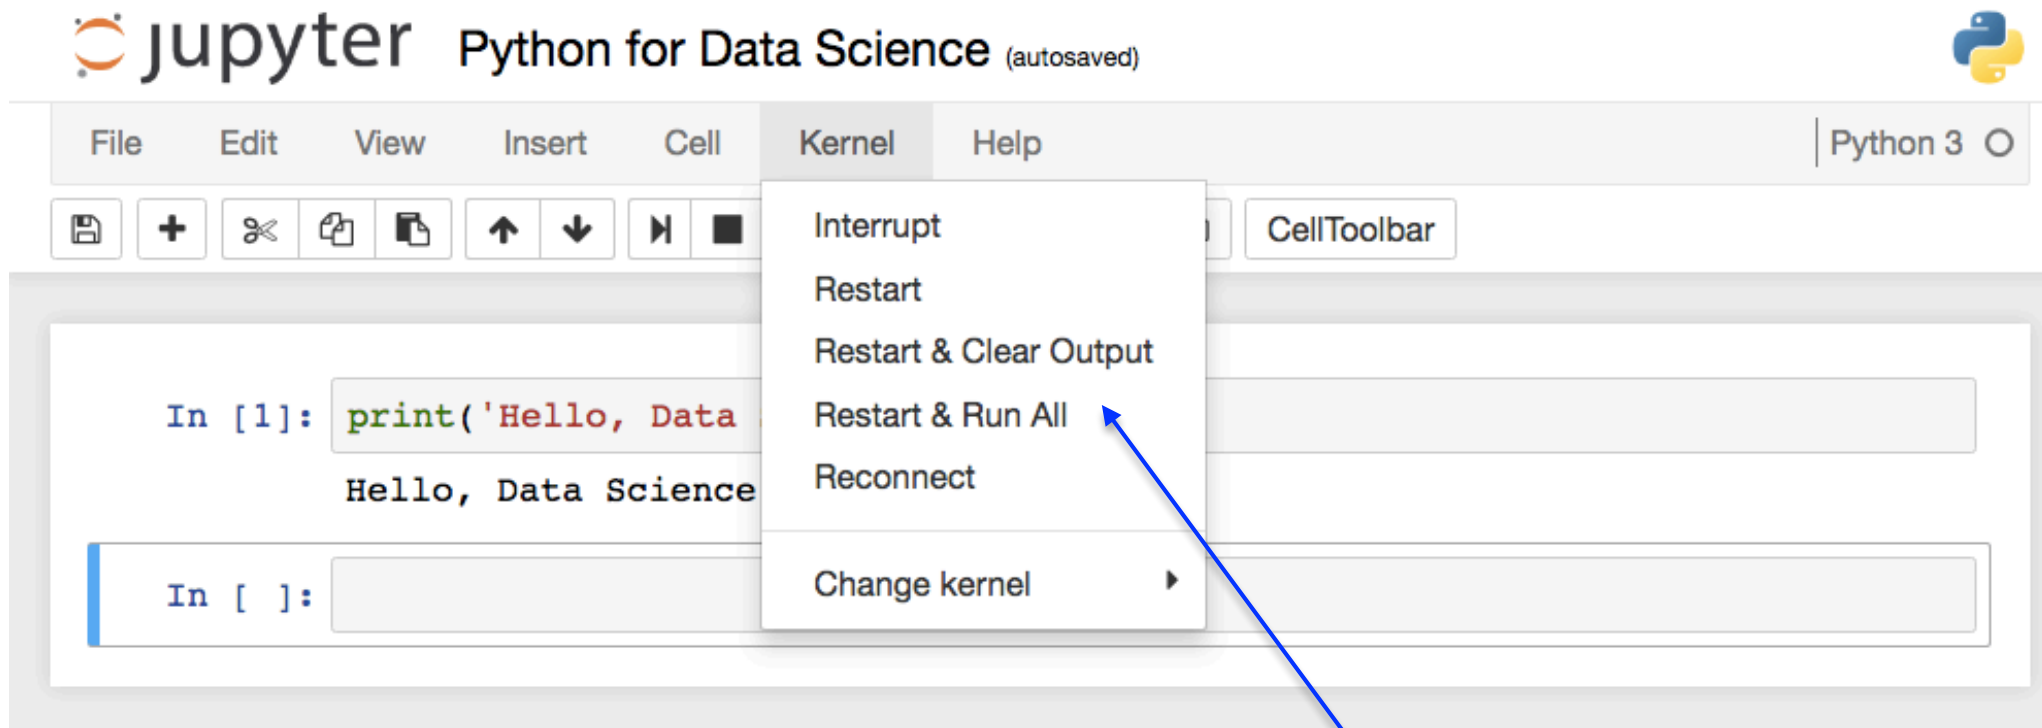 jupyter Python for Data Science (autosaved)
File Edit View Insert Cell Kernel Help Python 3
CellToolbar
Interrupt
Restart
Restart & Clear Output
Restart & Run All
Reconnect
Change kernel
In [1]: print('Hello, Data
Hello, Data Science
In [ ]: